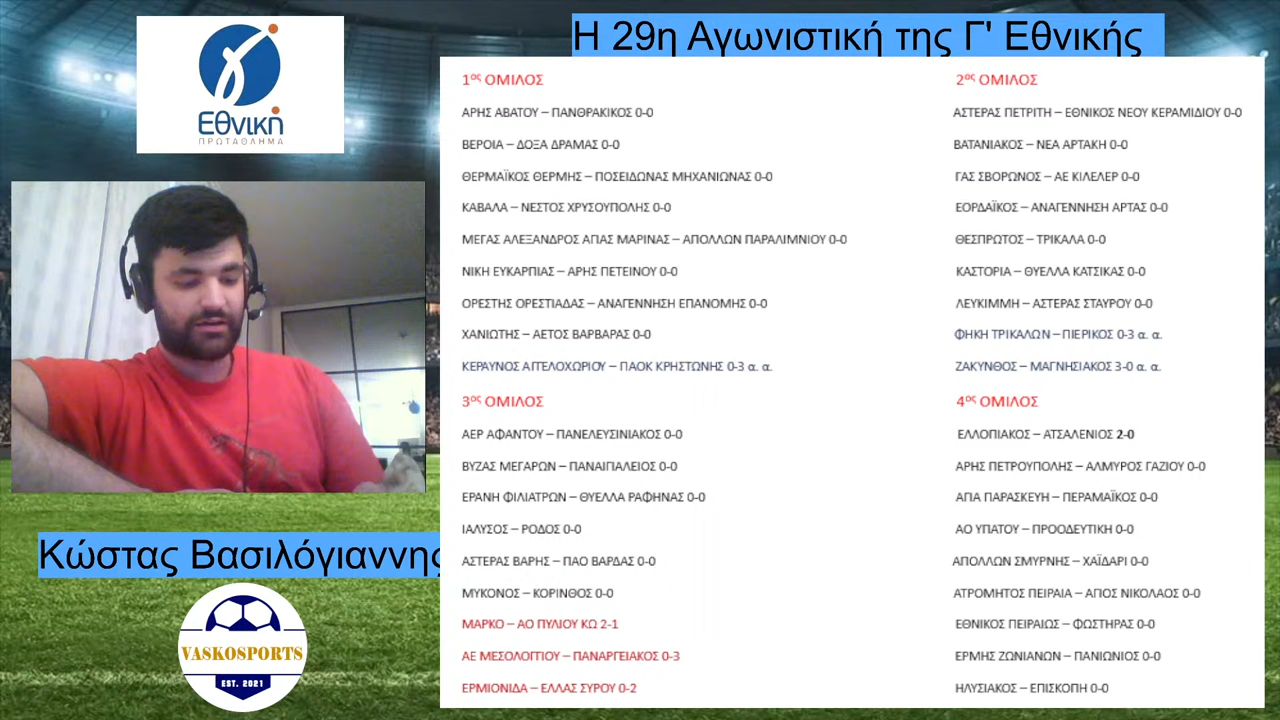 Εθνική
ΠΡΩΤΑΘΛΗΜΑ
Η 29η Αγωνιστική της Γ' Εθνικής
1ος ΟΜΙΛΟΣ
ΑΡΗΣ ΑΒΑΤΟΥ – ΠΑΝΘΡΑΚΙΚΟΣ 0-0
ΒΕΡΟΙΑ – ΔΟΞΑ ΔΡΑΜΑΣ 0-0
ΘΕΡΜΑΪΚΟΣ ΘΕΡΜΗΣ – ΠΟΣΕΙΔΩΝΑΣ ΜΗΧΑΝΙΩΝΑΣ 0-0
ΚΑΒΑΛΑ – ΝΕΣΤΟΣ ΧΡΥΣΟΥΠΟΛΗΣ 0-0
ΜΕΓΑΣ ΑΛΕΞΑΝΔΡΟΣ ΑΓΙΑΣ ΜΑΡΙΝΑΣ – ΑΠΟΛΛΩΝ ΠΑΡΑΛΙΜΝΙΟΥ 0-0
ΝΙΚΗ ΕΥΚΑΡΠΙΑΣ – ΑΡΗΣ ΠΕΤΕΙΝΟΥ 0-0
ΟΡΕΣΤΗΣ ΟΡΕΣΤΙΑΔΑΣ – ΑΝΑΓΕΝΝΗΣΗ ΕΠΑΝΟΜΗΣ 0-0
ΧΑΝΙΩΤΗΣ – ΑΕΤΟΣ ΒΑΡΒΑΡΑΣ 0-0
ΚΕΡΑΥΝΟΣ ΑΓΓΕΛΟΧΩΡΙΟΥ – ΠΑΟΚ ΚΡΗΣΤΩΝΗΣ 0-3 α. α.
2ος ΟΜΙΛΟΣ
ΑΣΤΕΡΑΣ ΠΕΤΡΙΤΗ – ΕΘΝΙΚΟΣ ΝΕΟΥ ΚΕΡΑΜΙΔΙΟΥ 0-0
ΒΑΤΑΝΙΑΚΟΣ – ΝΕΑ ΑΡΤΑΚΗ 0-0
ΓΑΣ ΣΒΟΡΩΝΟΣ – ΑΕ ΚΙΛΕΛΕΡ 0-0
ΕΟΡΔΑΪΚΟΣ – ΑΝΑΓΕΝΝΗΣΗ ΑΡΤΑΣ 0-0
ΘΕΣΠΡΩΤΟΣ – ΤΡΙΚΑΛΑ 0-0
ΚΑΣΤΟΡΙΑ – ΘΥΕΛΛΑ ΚΑΤΣΙΚΑΣ 0-0
ΛΕΥΚΙΜΜΗ – ΑΣΤΕΡΑΣ ΣΤΑΥΡΟΥ 0-0
ΦΗΚΗ ΤΡΙΚΑΛΩΝ – ΠΙΕΡΙΚΟΣ 0-3 α. α.
ΖΑΚΥΝΘΟΣ – ΜΑΓΝΗΣΙΑΚΟΣ 3-0 α. α.
3ος ΟΜΙΛΟΣ
ΑΕΡ ΑΦΑΝΤΟΥ – ΠΑΝΕΛΕΥΣΙΝΙΑΚΟΣ 0-0
ΒΥΖΑΣ ΜΕΓΑΡΩΝ – ΠΑΝΑΙΓΙΑΛΕΙΟΣ 0-0
ΕΡΑΝΗ ΦΙΛΙΑΤΡΩΝ – ΘΥΕΛΛΑ ΡΑΦΗΝΑΣ 0-0
ΙΑΛΥΣΟΣ – ΡΟΔΟΣ 0-0
ΑΣΤΕΡΑΣ ΒΑΡΗΣ – ΠΑΟ ΒΑΡΔΑΣ 0-0
ΜΥΚΟΝΟΣ – ΚΟΡΙΝΘΟΣ 0-0
ΜΑΡΚΟ – ΑΟ ΠΥΛΙΟΥ ΚΩ 2-1
ΑΕ ΜΕΣΟΛΟΓΓΙΟΥ – ΠΑΝΑΡΓΕΙΑΚΟΣ 0-3
ΕΡΜΙΟΝΙΔΑ – ΕΛΛΑΣ ΣΥΡΟΥ 0-2
4ος ΟΜΙΛΟΣ
ΕΛΛΟΠΙΑΚΟΣ – ΑΤΣΑΛΕΝΙΟΣ 2-0
ΑΡΗΣ ΠΕΤΡΟΥΠΟΛΗΣ – ΑΛΜΥΡΟΣ ΓΑΖΙΟΥ 0-0
ΑΓΙΑ ΠΑΡΑΣΚΕΥΗ – ΠΕΡΑΜΑΪΚΟΣ 0-0
ΑΟ ΥΠΑΤΟΥ – ΠΡΟΟΔΕΥΤΙΚΗ 0-0
ΑΠΟΛΛΩΝ ΣΜΥΡΝΗΣ – ΧΑΪΔΑΡΙ 0-0
ΑΤΡΟΜΗΤΟΣ ΠΕΙΡΑΙΑ – ΑΓΙΟΣ ΝΙΚΟΛΑΟΣ 0-0
ΕΘΝΙΚΟΣ ΠΕΙΡΑΙΩΣ – ΦΩΣΤΗΡΑΣ 0-0
ΕΡΜΗΣ ΖΩΝΙΑΝΩΝ – ΠΑΝΙΩΝΙΟΣ 0-0
ΗΛΥΣΙΑΚΟΣ – ΕΠΙΣΚΟΠΗ 0-0
Κώστας Βασιλόγιαννης
VASKOSPORTS
EST. 2021